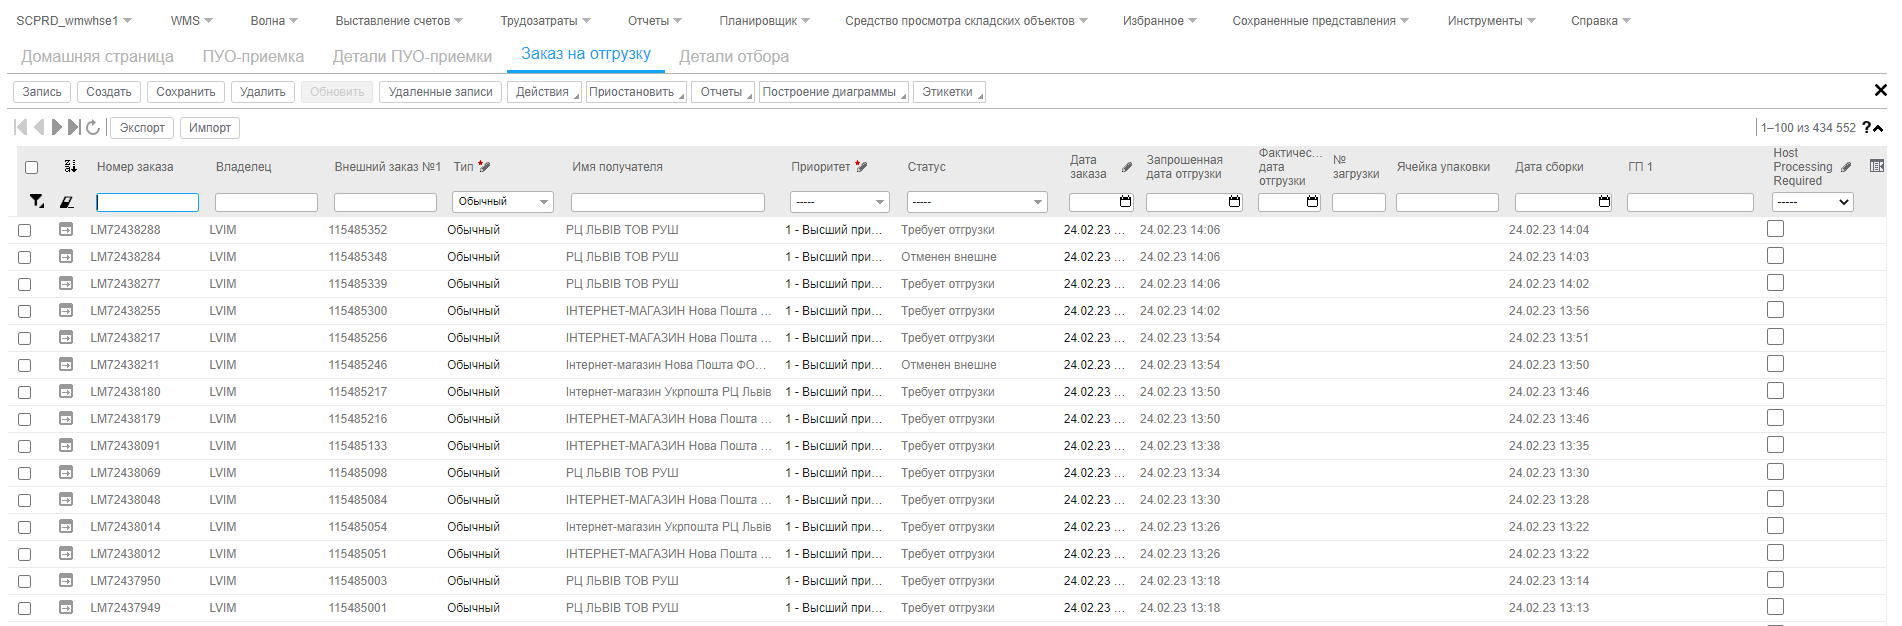 SCPRD_wmwhse1 WMS Волна Выставление счетов Трудозатраты Отчеты Планировщик Средство просмотра складских объектов Избранное Сохраненные представления Инструменты Справка
Домашняя страница ПУО-приемка Детали ПУО-приемки Заказ на отгрузку Детали отбора
Запись Создать Сохранить Удалить Обновить Удаленные записи Действия Приостановить Отчеты Построение диаграммы Этикетки
Экспорт Импорт 1–100 из 434 552 ?
Номер заказа Владелец Внешний заказ №1 Тип Имя получателя Приоритет Статус Дата заказа Запрошенная дата отгрузки Фактичес... дата отгрузки № загрузки Ячейка упаковки Дата сборки ГП 1 Host Processing Required
Обычный ----- ----- -----
LM72438288 LVIM 115485352 Обычный РЦ ЛЬВІВ ТОВ РУШ 1 - Высший при... Требует отгрузки 24.02.23 ... 24.02.23 14:06 24.02.23 14:04
LM72438284 LVIM 115485348 Обычный РЦ ЛЬВІВ ТОВ РУШ 1 - Высший при... Отменен внешне 24.02.23 ... 24.02.23 14:06 24.02.23 14:03
LM72438277 LVIM 115485339 Обычный РЦ ЛЬВІВ ТОВ РУШ 1 - Высший при... Требует отгрузки 24.02.23 ... 24.02.23 14:06 24.02.23 14:02
LM72438255 LVIM 115485300 Обычный ІНТЕРНЕТ-МАГАЗИН Нова Пошта ... 1 - Высший при... Требует отгрузки 24.02.23 ... 24.02.23 14:02 24.02.23 13:56
LM72438217 LVIM 115485256 Обычный ІНТЕРНЕТ-МАГАЗИН Нова Пошта ... 1 - Высший при... Требует отгрузки 24.02.23 ... 24.02.23 13:54 24.02.23 13:51
LM72438211 LVIM 115485246 Обычный Інтернет-магазин Нова Пошта ФО... 1 - Высший при... Отменен внешне 24.02.23 ... 24.02.23 13:54 24.02.23 13:50
LM72438180 LVIM 115485217 Обычный Інтернет-магазин Укрпошта РЦ Львів 1 - Высший при... Требует отгрузки 24.02.23 ... 24.02.23 13:50 24.02.23 13:46
LM72438179 LVIM 115485216 Обычный ІНТЕРНЕТ-МАГАЗИН Нова Пошта ... 1 - Высший при... Требует отгрузки 24.02.23 ... 24.02.23 13:50 24.02.23 13:46
LM72438091 LVIM 115485133 Обычный ІНТЕРНЕТ-МАГАЗИН Нова Пошта ... 1 - Высший при... Требует отгрузки 24.02.23 ... 24.02.23 13:38 24.02.23 13:35
LM72438069 LVIM 115485098 Обычный РЦ ЛЬВІВ ТОВ РУШ 1 - Высший при... Требует отгрузки 24.02.23 ... 24.02.23 13:34 24.02.23 13:30
LM72438048 LVIM 115485084 Обычный ІНТЕРНЕТ-МАГАЗИН Нова Пошта ... 1 - Высший при... Требует отгрузки 24.02.23 ... 24.02.23 13:30 24.02.23 13:28
LM72438014 LVIM 115485054 Обычный Інтернет-магазин Укрпошта РЦ Львів 1 - Высший при... Требует отгрузки 24.02.23 ... 24.02.23 13:26 24.02.23 13:22
LM72438012 LVIM 115485051 Обычный ІНТЕРНЕТ-МАГАЗИН Нова Пошта ... 1 - Высший при... Требует отгрузки 24.02.23 ... 24.02.23 13:26 24.02.23 13:22
LM72437950 LVIM 115485003 Обычный РЦ ЛЬВІВ ТОВ РУШ 1 - Высший при... Требует отгрузки 24.02.23 ... 24.02.23 13:18 24.02.23 13:14
LM72437949 LVIM 115485001 Обычный РЦ ЛЬВІВ ТОВ РУШ 1 - Высший при... Требует отгрузки 24.02.23 ... 24.02.23 13:18 24.02.23 13:13